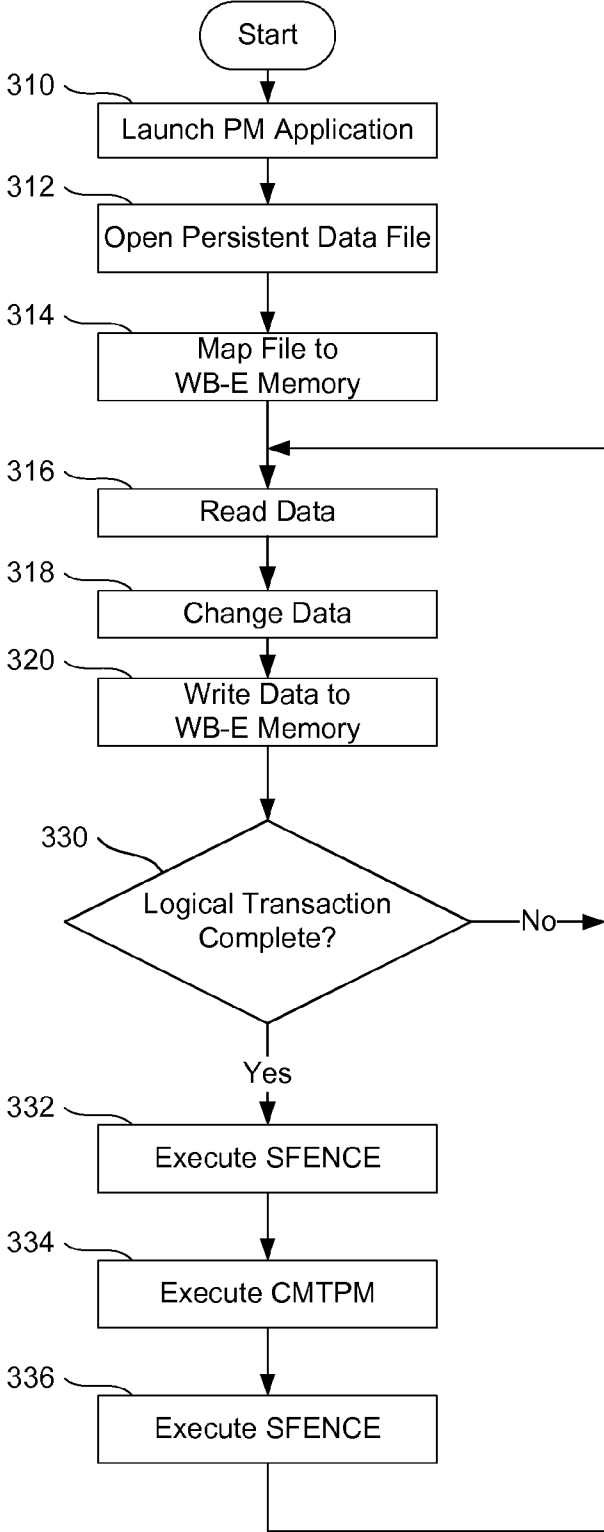 Start
310
Launch PM Application
312
Open Persistent Data File
314
Map File to
WB-E Memory
316
Read Data
318
Change Data
320
Write Data to
WB-E Memory
330
Logical Transaction
Complete?
No
Yes
332
Execute SFENCE
334
Execute CMTPM
336
Execute SFENCE